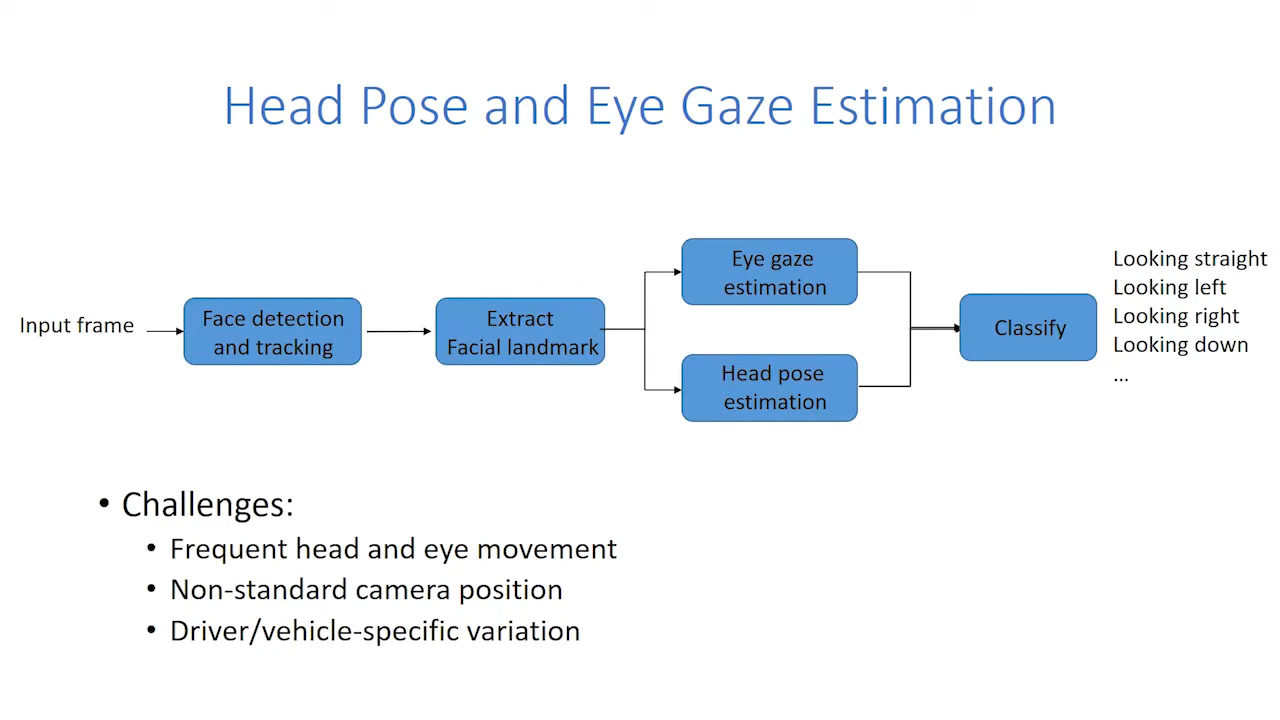 Head Pose and Eye Gaze Estimation
Input frame
Face detection
and tracking
Extract
Facial landmark
Eye gaze
estimation
Head pose
estimation
Classify
Looking straight
Looking left
Looking right
Looking down
...
• Challenges:
• Frequent head and eye movement
• Non-standard camera position
• Driver/vehicle-specific variation